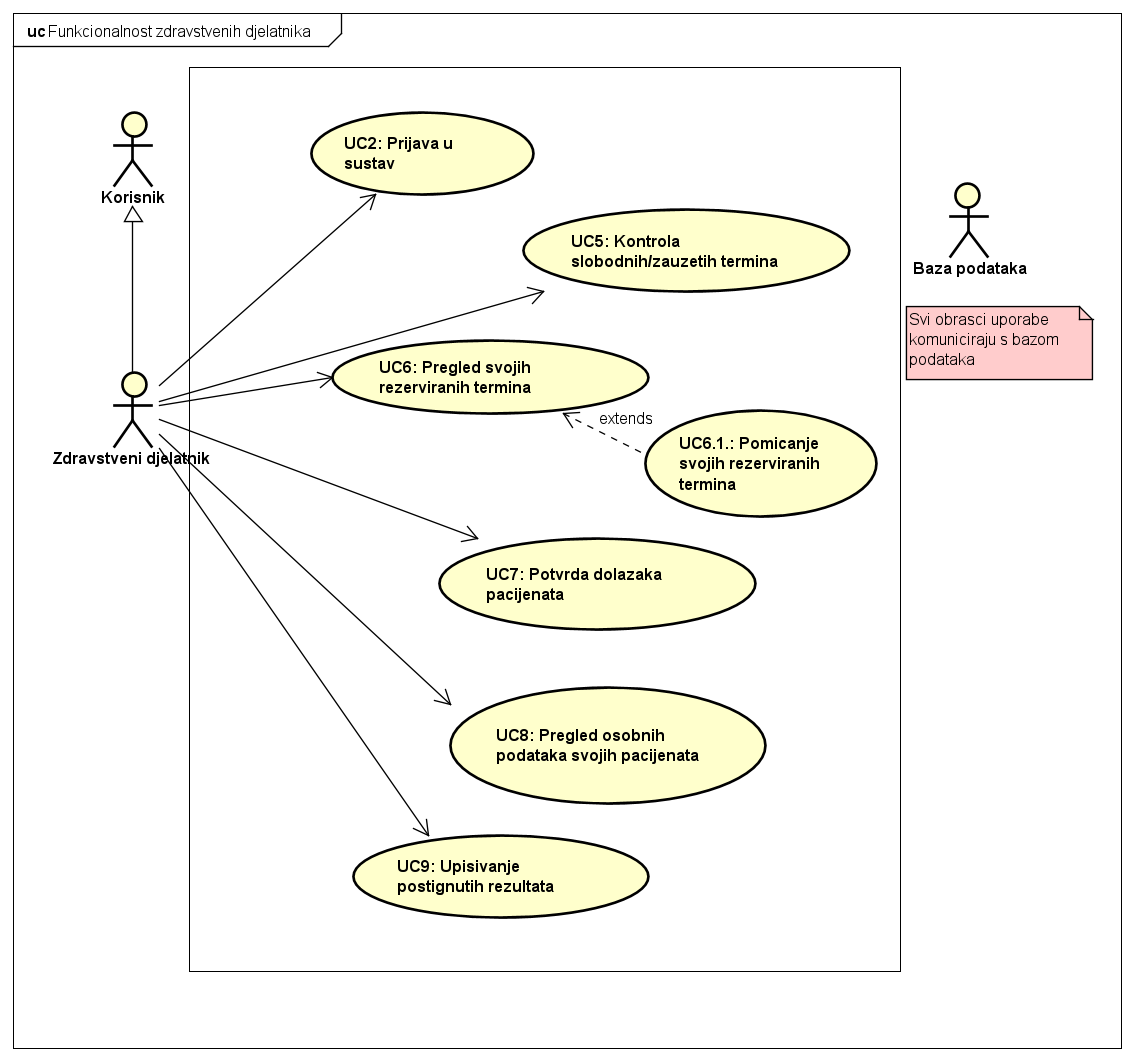 uc Funkcionalnost zdravstvenih djelatnika
Korisnik
UC2: Prijava u
sustav
UC5: Kontrola
slobodnih/zauzetih termina
Baza podataka
Svi obrasci uporabe
komuniciraju s bazom
podataka
UC6: Pregled svojih
rezerviranih termina
extends
UC6.1.: Pomicanje
svojih rezerviranih
termina
Zdravstveni djelatnik
UC7: Potvrda dolazaka
pacijenata
UC8: Pregled osobnih
podataka svojih pacijenata
UC9: Upisivanje
postignutih rezultata